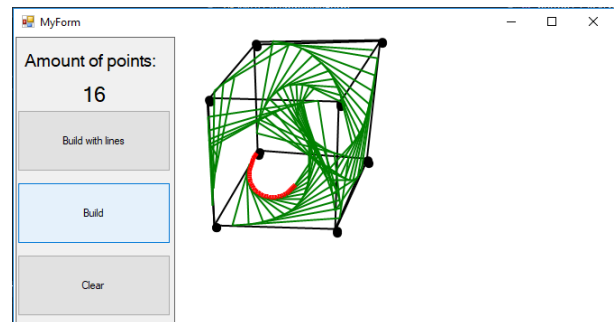 MyForm
Amount of points:
16
Build with lines
Build
Clear